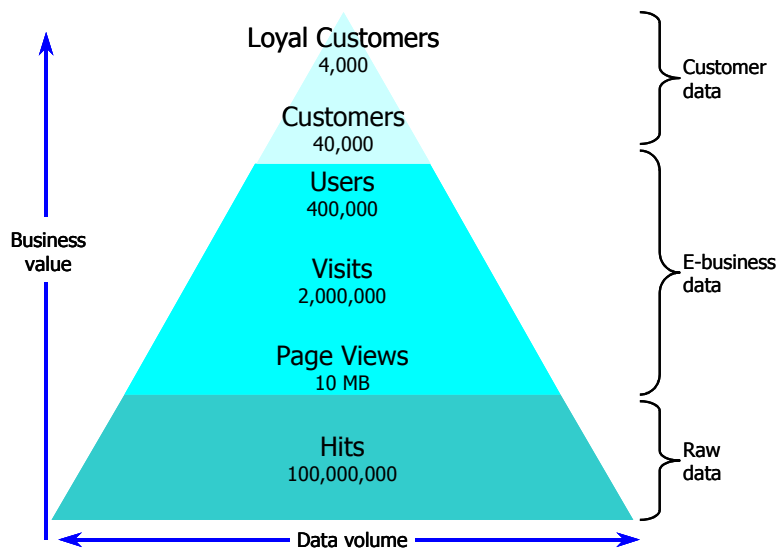 Loyal Customers
4,000
Customers
40,000
Users
400,000
Visits
2,000,000
Page Views
10 MB
Hits
100,000,000
Business
value
Data volume
Customer
data
E-business
data
Raw
data